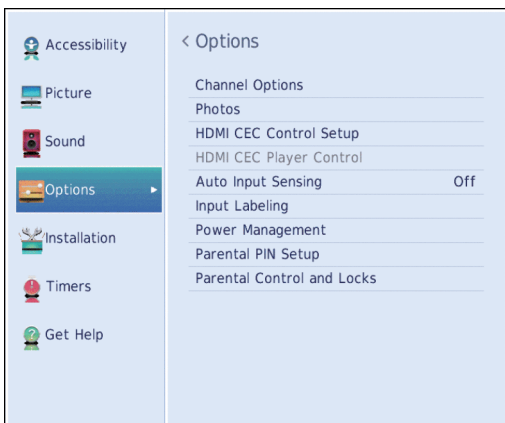 Accessibility
Picture
Sound
Options
Installation
Timers
Get Help
< Options
Channel Options
Photos
HDMI CEC Control Setup
HDMI CEC Player Control
Auto Input Sensing Off
Input Labeling
Power Management
Parental PIN Setup
Parental Control and Locks